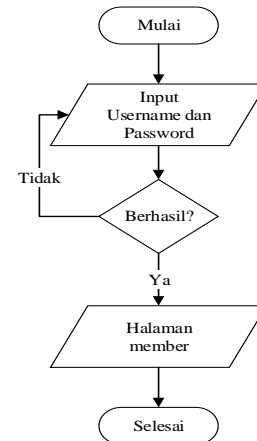 Mulai
Input
Username dan
Password
Tidak
Berhasil?
Ya
Halaman
member
Selesai